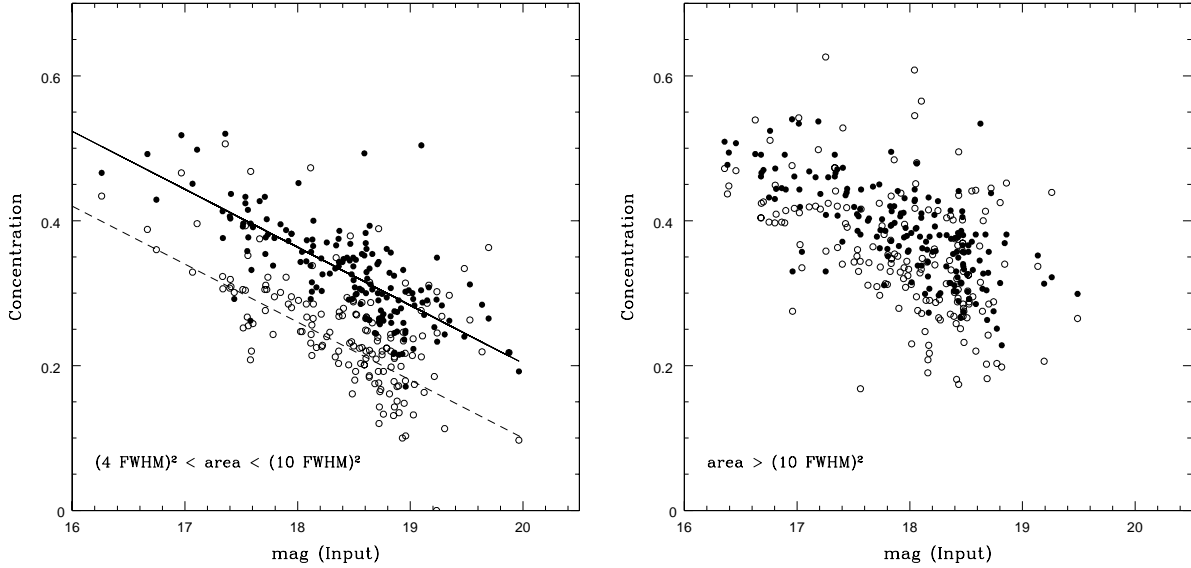 Concentration
0.6
0.4
0.2
0
(4 FWHM)² < area < (10 FWHM)²
16 17 18 19 20
mag (Input)
Concentration
0.6
0.4
0.2
0
area > (10 FWHM)²
16 17 18 19 20
mag (Input)